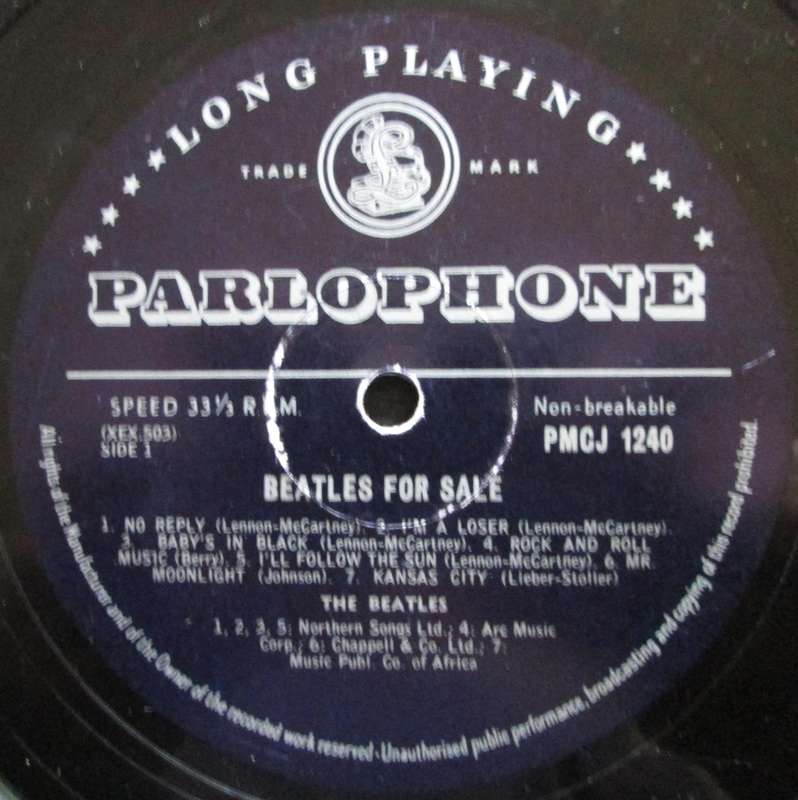 ★★★★ LONG PLAYING ★★★★
TRADE MARK
£
PARLOPHONE
SPEED 33⅓ R.P.M.
Non-breakable
(XEX.503)
SIDE 1
PMCJ 1240
BEATLES FOR SALE
1. NO REPLY (Lennon-McCartney). 2. I'M A LOSER (Lennon-McCartney).
3. BABY'S IN BLACK (Lennon-McCartney). 4. ROCK AND ROLL
MUSIC (Berry). 5. I'LL FOLLOW THE SUN (Lennon-McCartney). 6. MR.
MOONLIGHT (Johnson). 7. KANSAS CITY (Lieber-Stoller)
THE BEATLES
1, 2, 3, 5: Northern Songs Ltd.; 4: Arc Music
Corp.; 6: Chappell & Co. Ltd.; 7:
Music Publ. Co. of Africa
All rights of the Manufacturer and of the Owner of the recorded work reserved - Unauthorised public performance, broadcasting and copying of this record prohibited.